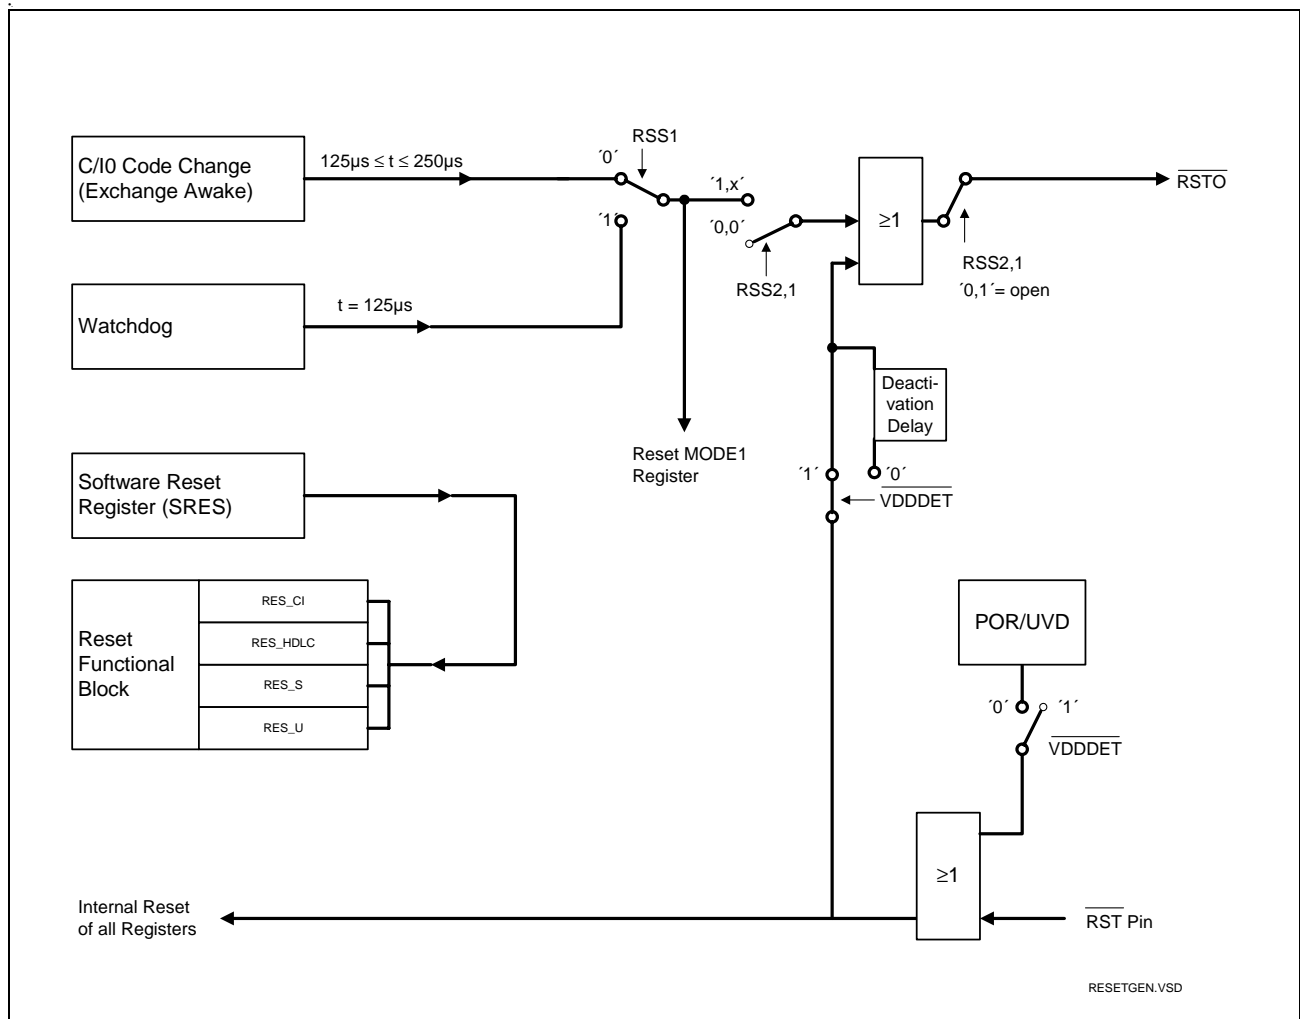 C/I0 Code Change
(Exchange Awake)
125µs ≤ t ≤ 250µs
´0´
RSS1
´1´
´1,x´
´0,0´
RSS2,1
≥1
RSTO
RSS2,1
´0,1´= open
Watchdog
t = 125µs
Deacti-
vation
Delay
Reset MODE1
Register
´1´
´0´
VDDDET
Software Reset
Register (SRES)
Reset
Functional
Block
RES_CI
RES_HDLC
RES_S
RES_U
POR/UVD
´0´
´1´
VDDDET
≥1
Internal Reset
of all Registers
RST Pin
RESETGEN.VSD